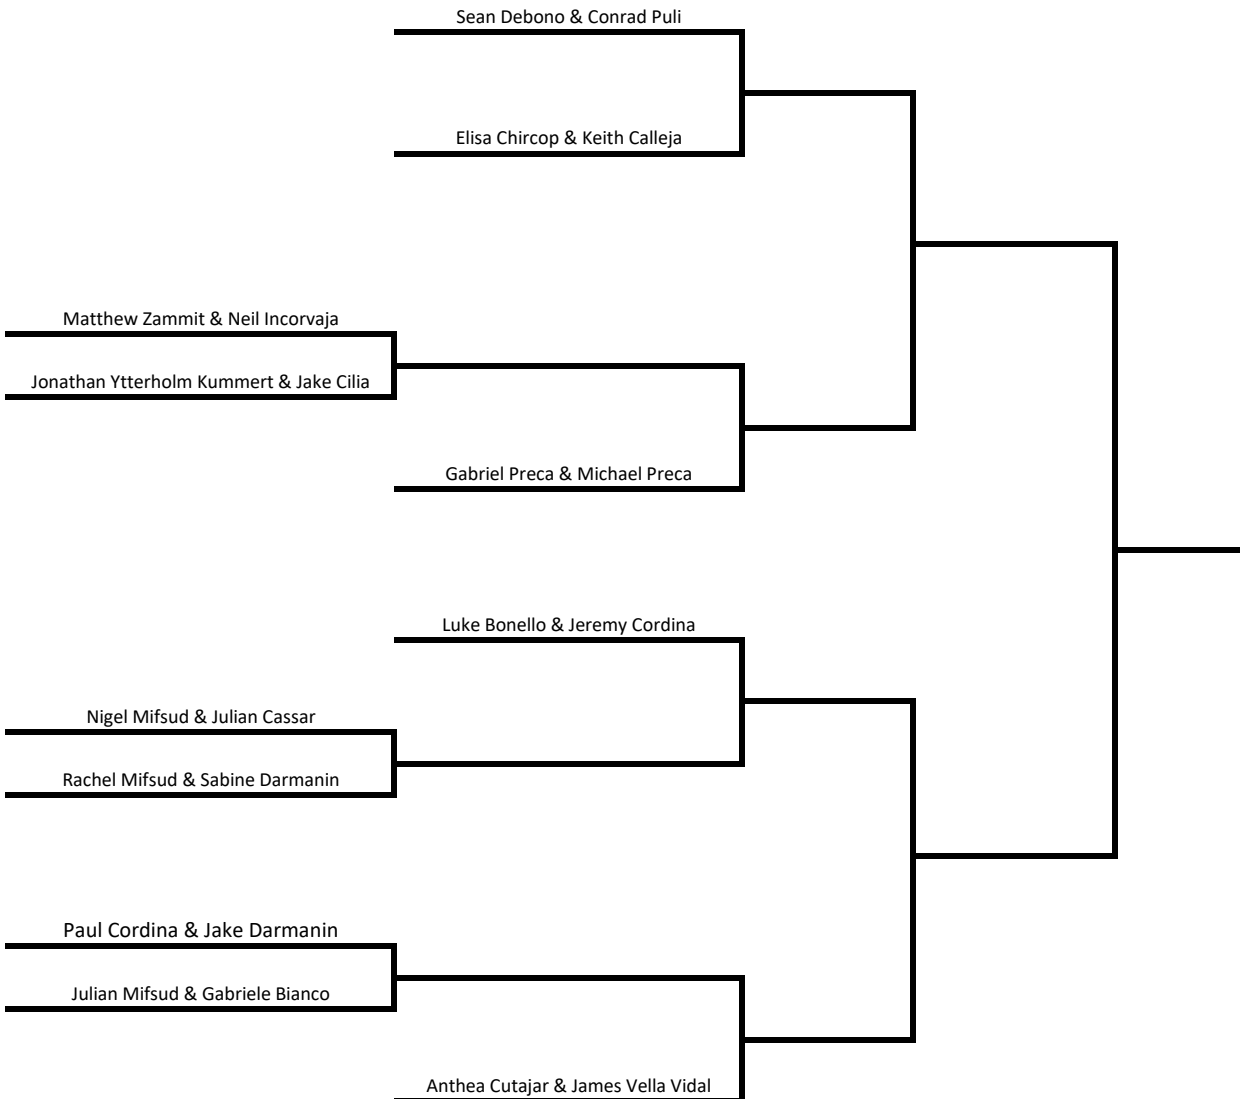 Sean Debono & Conrad Puli
Elisa Chircop & Keith Calleja
Matthew Zammit & Neil Incorvaja
Jonathan Ytterholm Kummert & Jake Cilia
Gabriel Preca & Michael Preca
Luke Bonello & Jeremy Cordina
Nigel Mifsud & Julian Cassar
Rachel Mifsud & Sabine Darmanin
Paul Cordina & Jake Darmanin
Julian Mifsud & Gabriele Bianco
Anthea Cutajar & James Vella Vidal